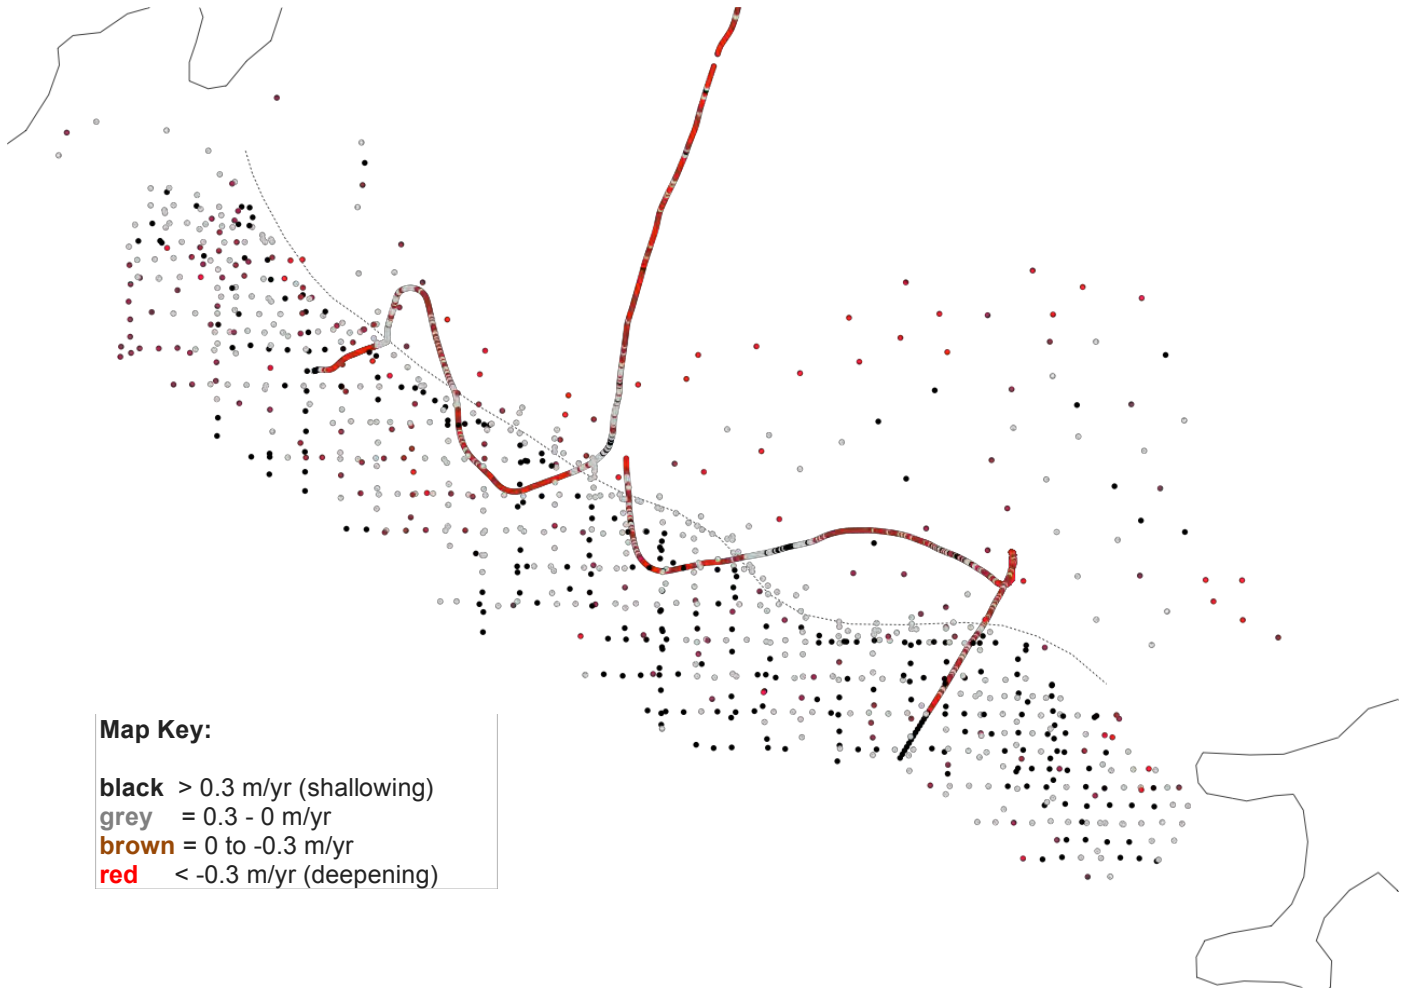 Map Key:
black > 0.3 m/yr (shallowing)
grey = 0.3 - 0 m/yr
brown = 0 to -0.3 m/yr
red < -0.3 m/yr (deepening)